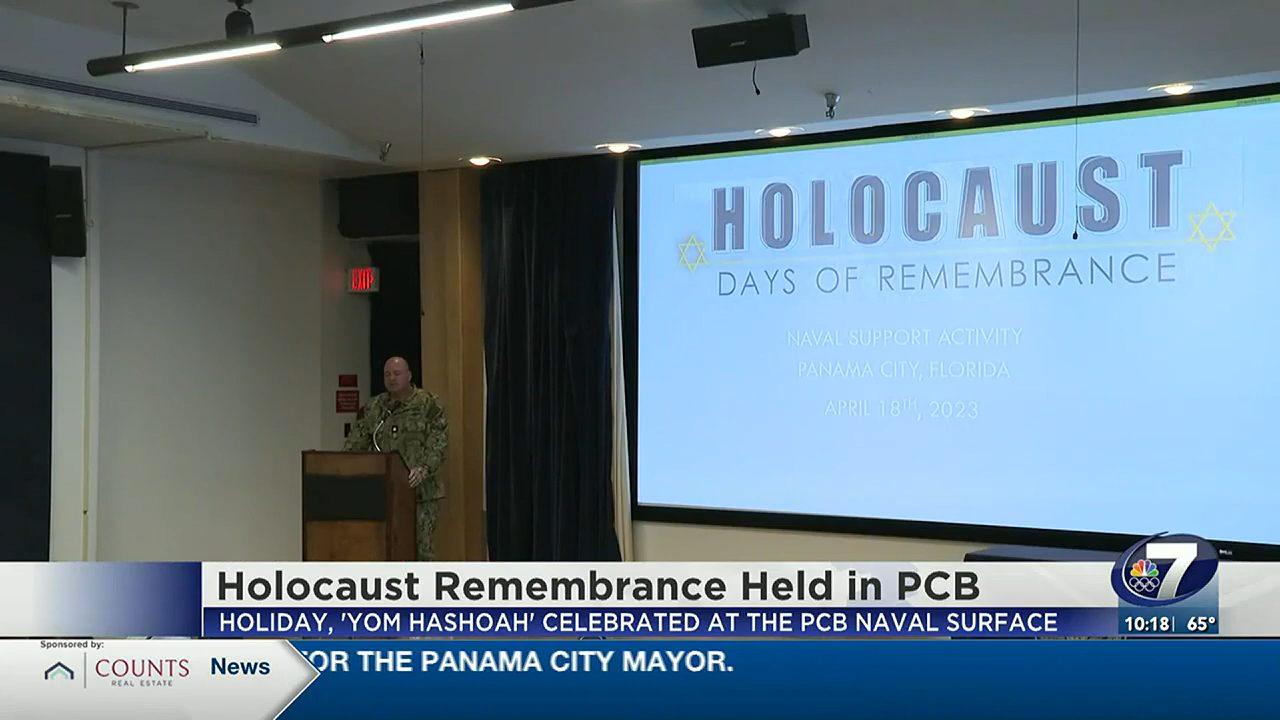 HOLOCAUST
DAYS OF REMEMBRANCE
NAVAL SUPPORT ACTIVITY
PANAMA CITY, FLORIDA
APRIL 18TH, 2023
EXIT
Holocaust Remembrance Held in PCB
HOLIDAY, 'YOM HASHOAH' CELEBRATED AT THE PCB NAVAL SURFACE
7
10:18 65°
Sponsored by:
COUNTS
REAL ESTATE
News
OR THE PANAMA CITY MAYOR.